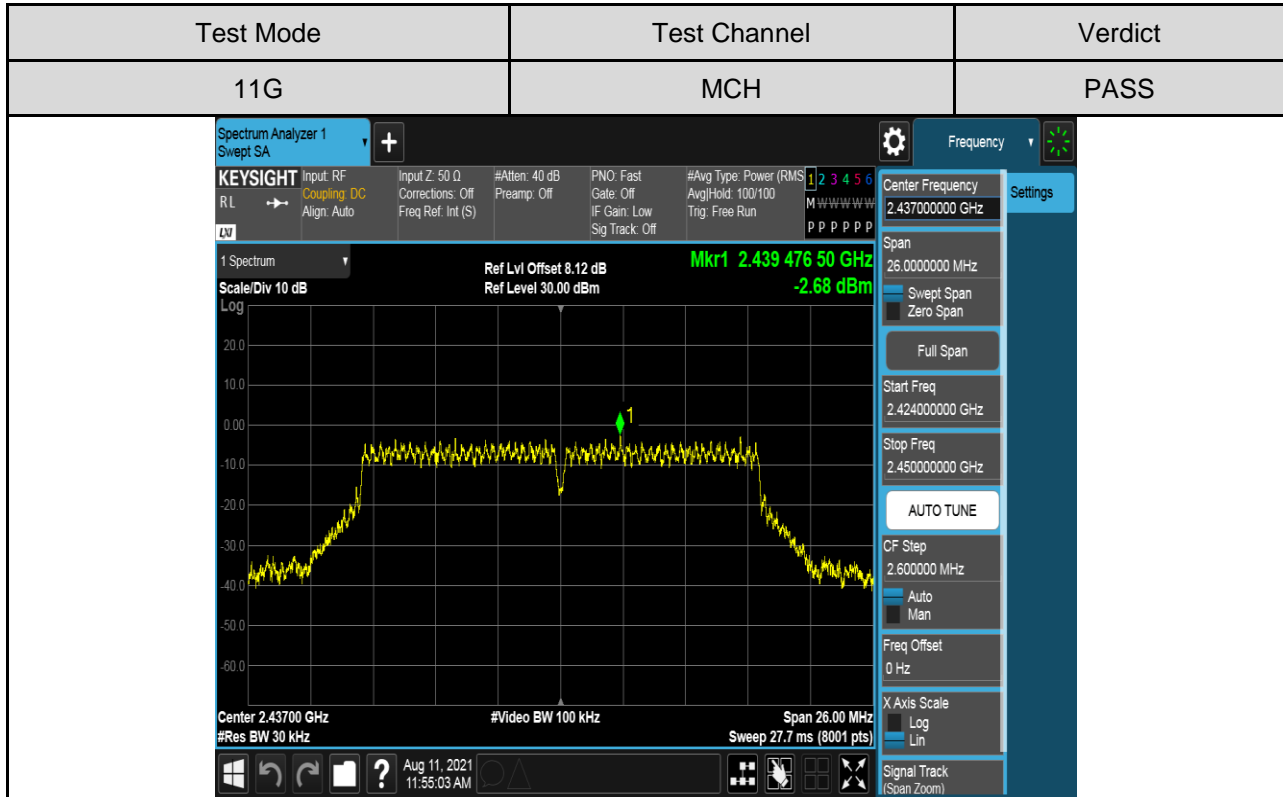 Test Mode Test Channel Verdict
11G MCH PASS
Spectrum Analyzer 1
Swept SA
+
Frequency
KEYSIGHT
RL
LXI
Input: RF
Coupling: DC
Align: Auto
Input Z: 50 Ω
Corrections: Off
Freq Ref: Int (S)
#Atten: 40 dB
Preamp: Off
PNO: Fast
Gate: Off
IF Gain: Low
Sig Track: Off
#Avg Type: Power (RMS
Avg|Hold: 100/100
Trig: Free Run
1 2 3 4 5 6
M W W W W W
P P P P P P
1 Spectrum
Scale/Div 10 dB
Log
Ref Lvl Offset 8.12 dB
Ref Level 30.00 dBm
Mkr1 2.439 476 50 GHz
-2.68 dBm
20.0
10.0
0.00
-10.0
-20.0
-30.0
-40.0
-50.0
-60.0
1
Center 2.43700 GHz
#Res BW 30 kHz
#Video BW 100 kHz
Span 26.00 MHz
Sweep 27.7 ms (8001 pts)
Center Frequency
2.437000000 GHz
Settings
Span
26.0000000 MHz
Swept Span
Zero Span
Full Span
Start Freq
2.424000000 GHz
Stop Freq
2.450000000 GHz
AUTO TUNE
CF Step
2.600000 MHz
Auto
Man
Freq Offset
0 Hz
X Axis Scale
Log
Lin
Signal Track
(Span Zoom)
?
Aug 11, 2021
11:55:03 AM